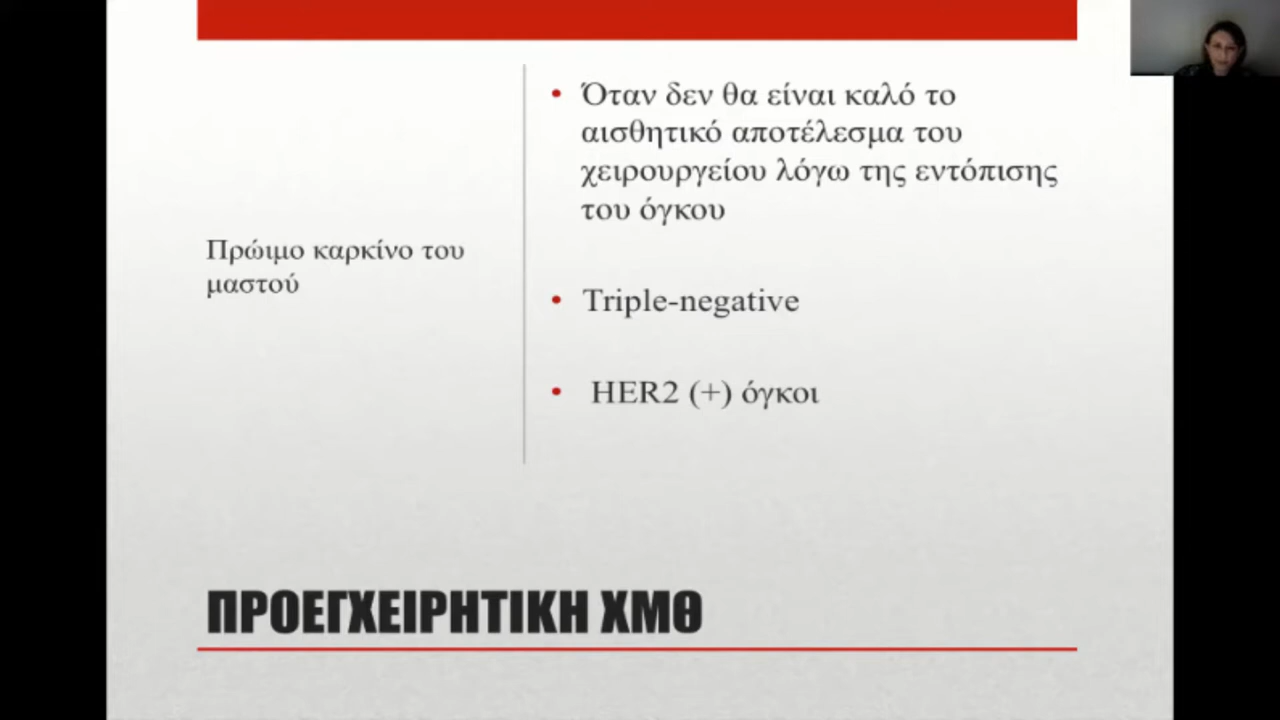 Πρώιμο καρκίνο του
μαστού
• Όταν δεν θα είναι καλό το
αισθητικό αποτέλεσμα του
χειρουργείου λόγω της εντόπισης
του όγκου
• Triple-negative
• HER2 (+) όγκοι
ΠΡΟΕΓΧΕΙΡΗΤΙΚΗ ΧΜΘ